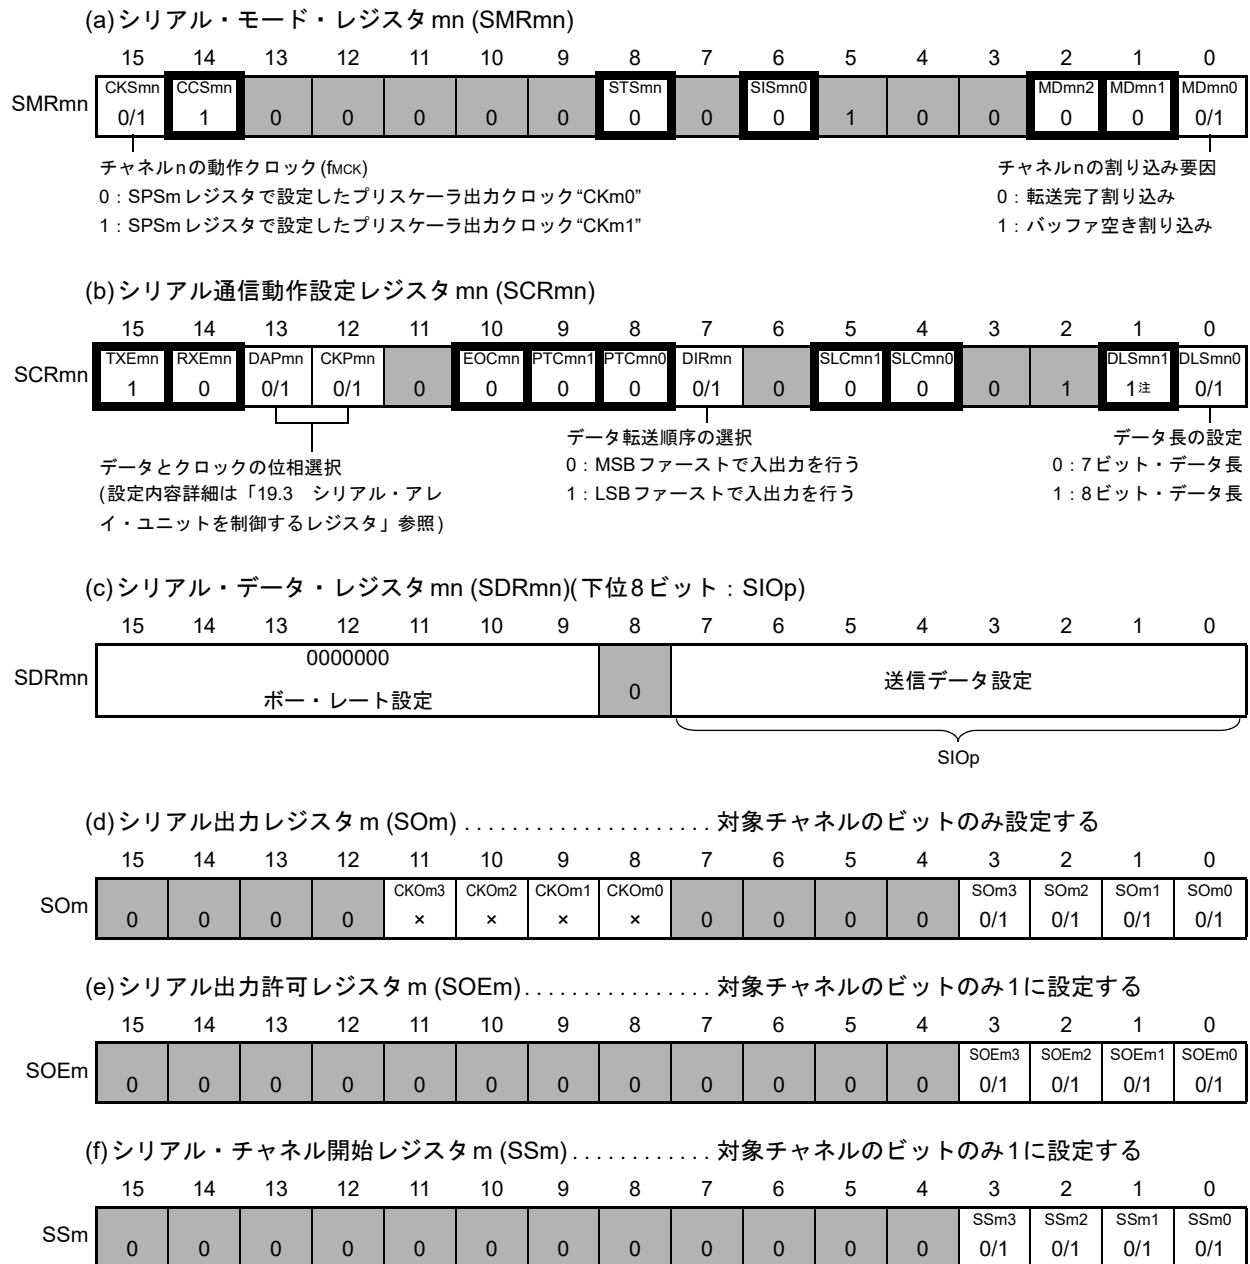 (a)シリアル・モード・レジスタmn (SMRmn)
15 14 13 12 11 10 9 8 7 6 5 4 3 2 1 0
CKSmn CCSmn STSmn SISmn0 MDmn2 MDmn1 MDmn0
SMRmn 0/1 1 0 0 0 0 0 0 0 0 1 0 0 0 0 0/1
チャネルnの動作クロック(fMCK)
0：SPSmレジスタで設定したプリスケーラ出力クロック“CKm0”
1：SPSmレジスタで設定したプリスケーラ出力クロック“CKm1”
チャネルnの割り込み要因
0：転送完了割り込み
1：バッファ空き割り込み
(b)シリアル通信動作設定レジスタmn (SCRmn)
15 14 13 12 11 10 9 8 7 6 5 4 3 2 1 0
TXEmn RXEmn DAPmn CKPmn EOCmn PTCmn1 PTCmn0 DIRmn SLCmn1 SLCmn0 DLSmn1 DLSmn0
SCRmn 1 0 0/1 0/1 0 0 0 0 0/1 0 0 0 0 1 1注 0/1
データとクロックの位相選択
(設定内容詳細は「19.3　シリアル・アレ
イ・ユニットを制御するレジスタ」参照)
データ転送順序の選択
0：MSBファーストで入出力を行う
1：LSBファーストで入出力を行う
データ長の設定
0：7ビット・データ長
1：8ビット・データ長
(c)シリアル・データ・レジスタmn (SDRmn)(下位8ビット：SIOp)
15 14 13 12 11 10 9 8 7 6 5 4 3 2 1 0
SDRmn 0000000
ボー・レート設定 0 送信データ設定
SIOp
(d)シリアル出力レジスタm (SOm) ..................... 対象チャネルのビットのみ設定する
15 14 13 12 11 10 9 8 7 6 5 4 3 2 1 0
CKOm3 CKOm2 CKOm1 CKOm0 SOm3 SOm2 SOm1 SOm0
SOm 0 0 0 0 × × × × 0 0 0 0 0/1 0/1 0/1 0/1
(e)シリアル出力許可レジスタm (SOEm)................ 対象チャネルのビットのみ1に設定する
15 14 13 12 11 10 9 8 7 6 5 4 3 2 1 0
SOEm3 SOEm2 SOEm1 SOEm0
SOEm 0 0 0 0 0 0 0 0 0 0 0 0 0/1 0/1 0/1 0/1
(f)シリアル・チャネル開始レジスタm (SSm)............ 対象チャネルのビットのみ1に設定する
15 14 13 12 11 10 9 8 7 6 5 4 3 2 1 0
SSm3 SSm2 SSm1 SSm0
SSm 0 0 0 0 0 0 0 0 0 0 0 0 0/1 0/1 0/1 0/1